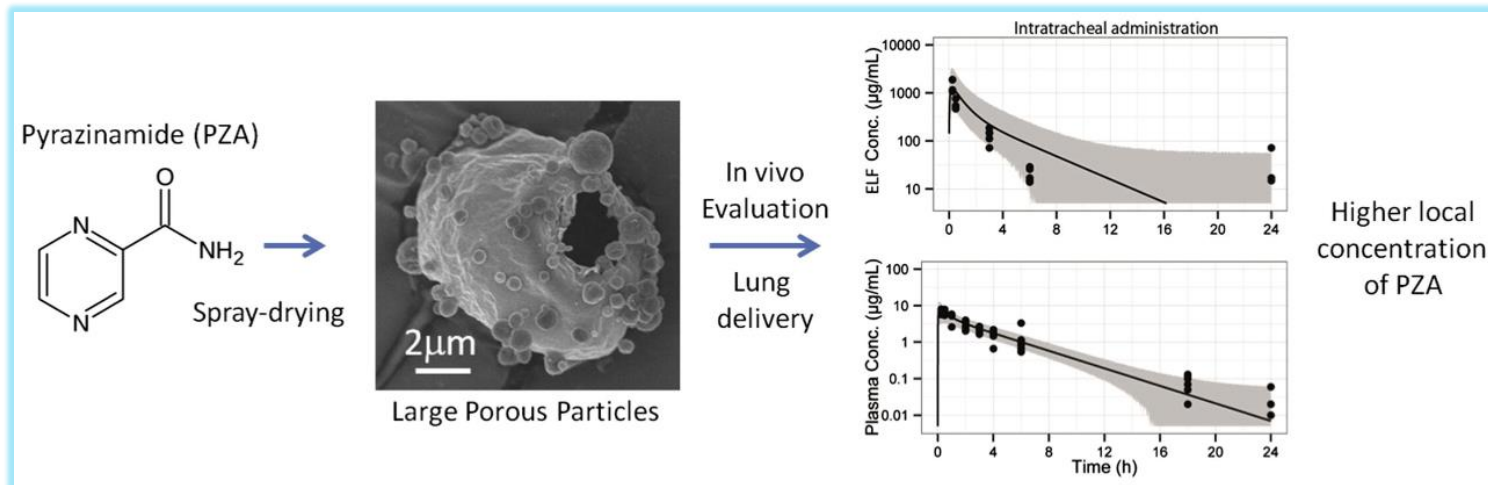 Pyrazinamide (PZA)
O
N
NH2
N
Spray-drying
2μm
Large Porous Particles
In vivo
Evaluation
Lung
delivery
Intratracheal administration
ELF Conc. (μg/mL)
10000
1000
100
10
0 4 8 12 16 20 24
Plasma Conc. (μg/mL)
100
10
1
0.1
0.01
0 4 8 12 16 20 24
Time (h)
Higher local
concentration
of PZA